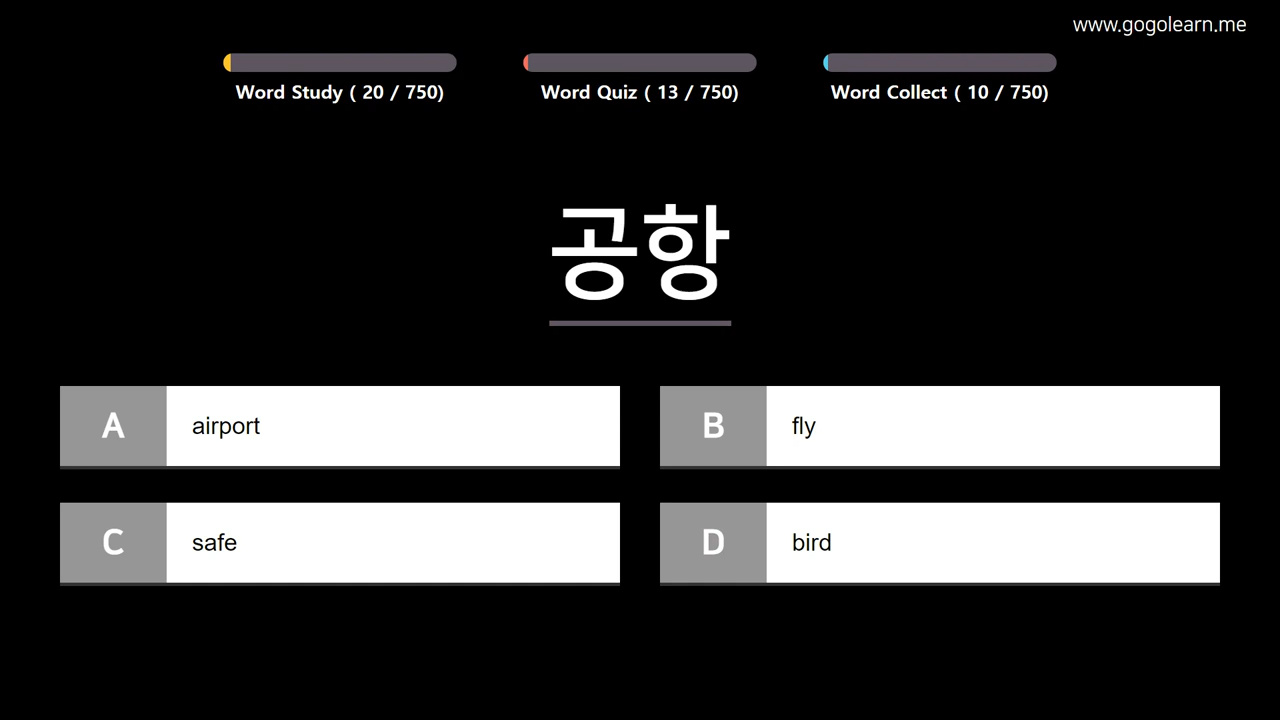 www.gogolearn.me
Word Study ( 20 / 750)
Word Quiz ( 13 / 750)
Word Collect ( 10 / 750)
공항
A airport
B fly
C safe
D bird